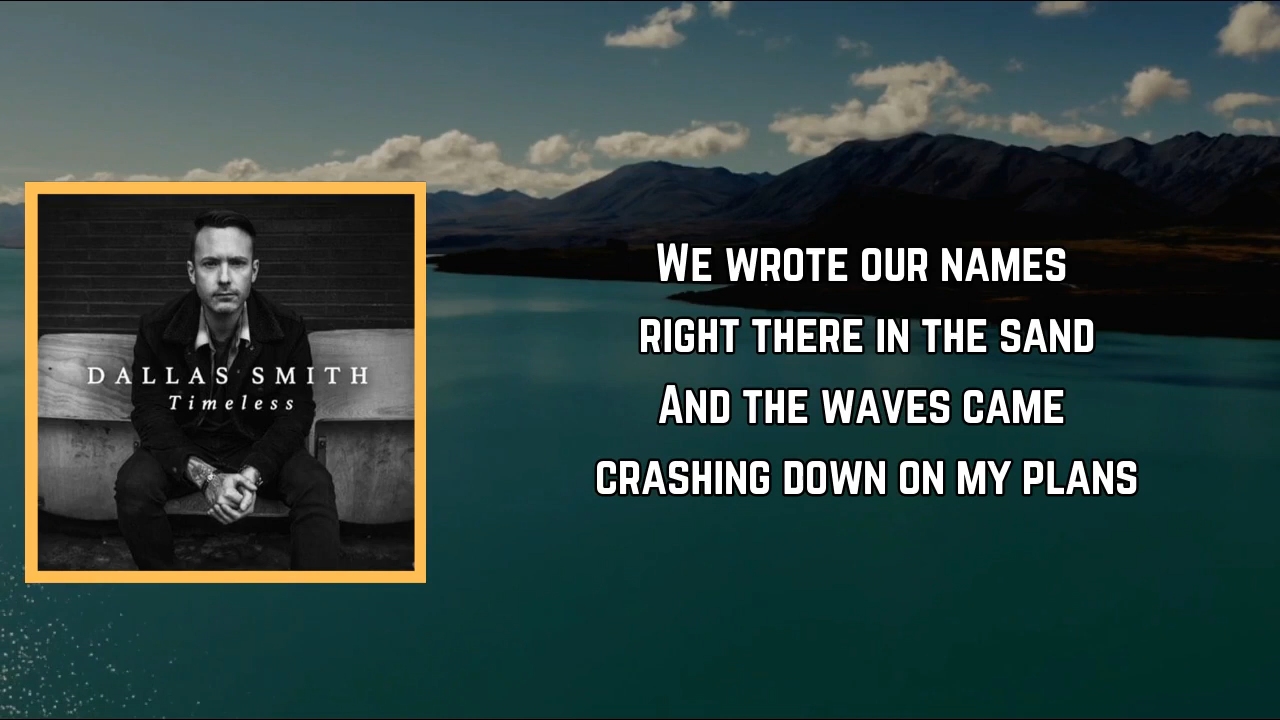 DALLAS SMITH
Timeless
We wrote our names
right there in the sand
And the waves came
crashing down on my plans